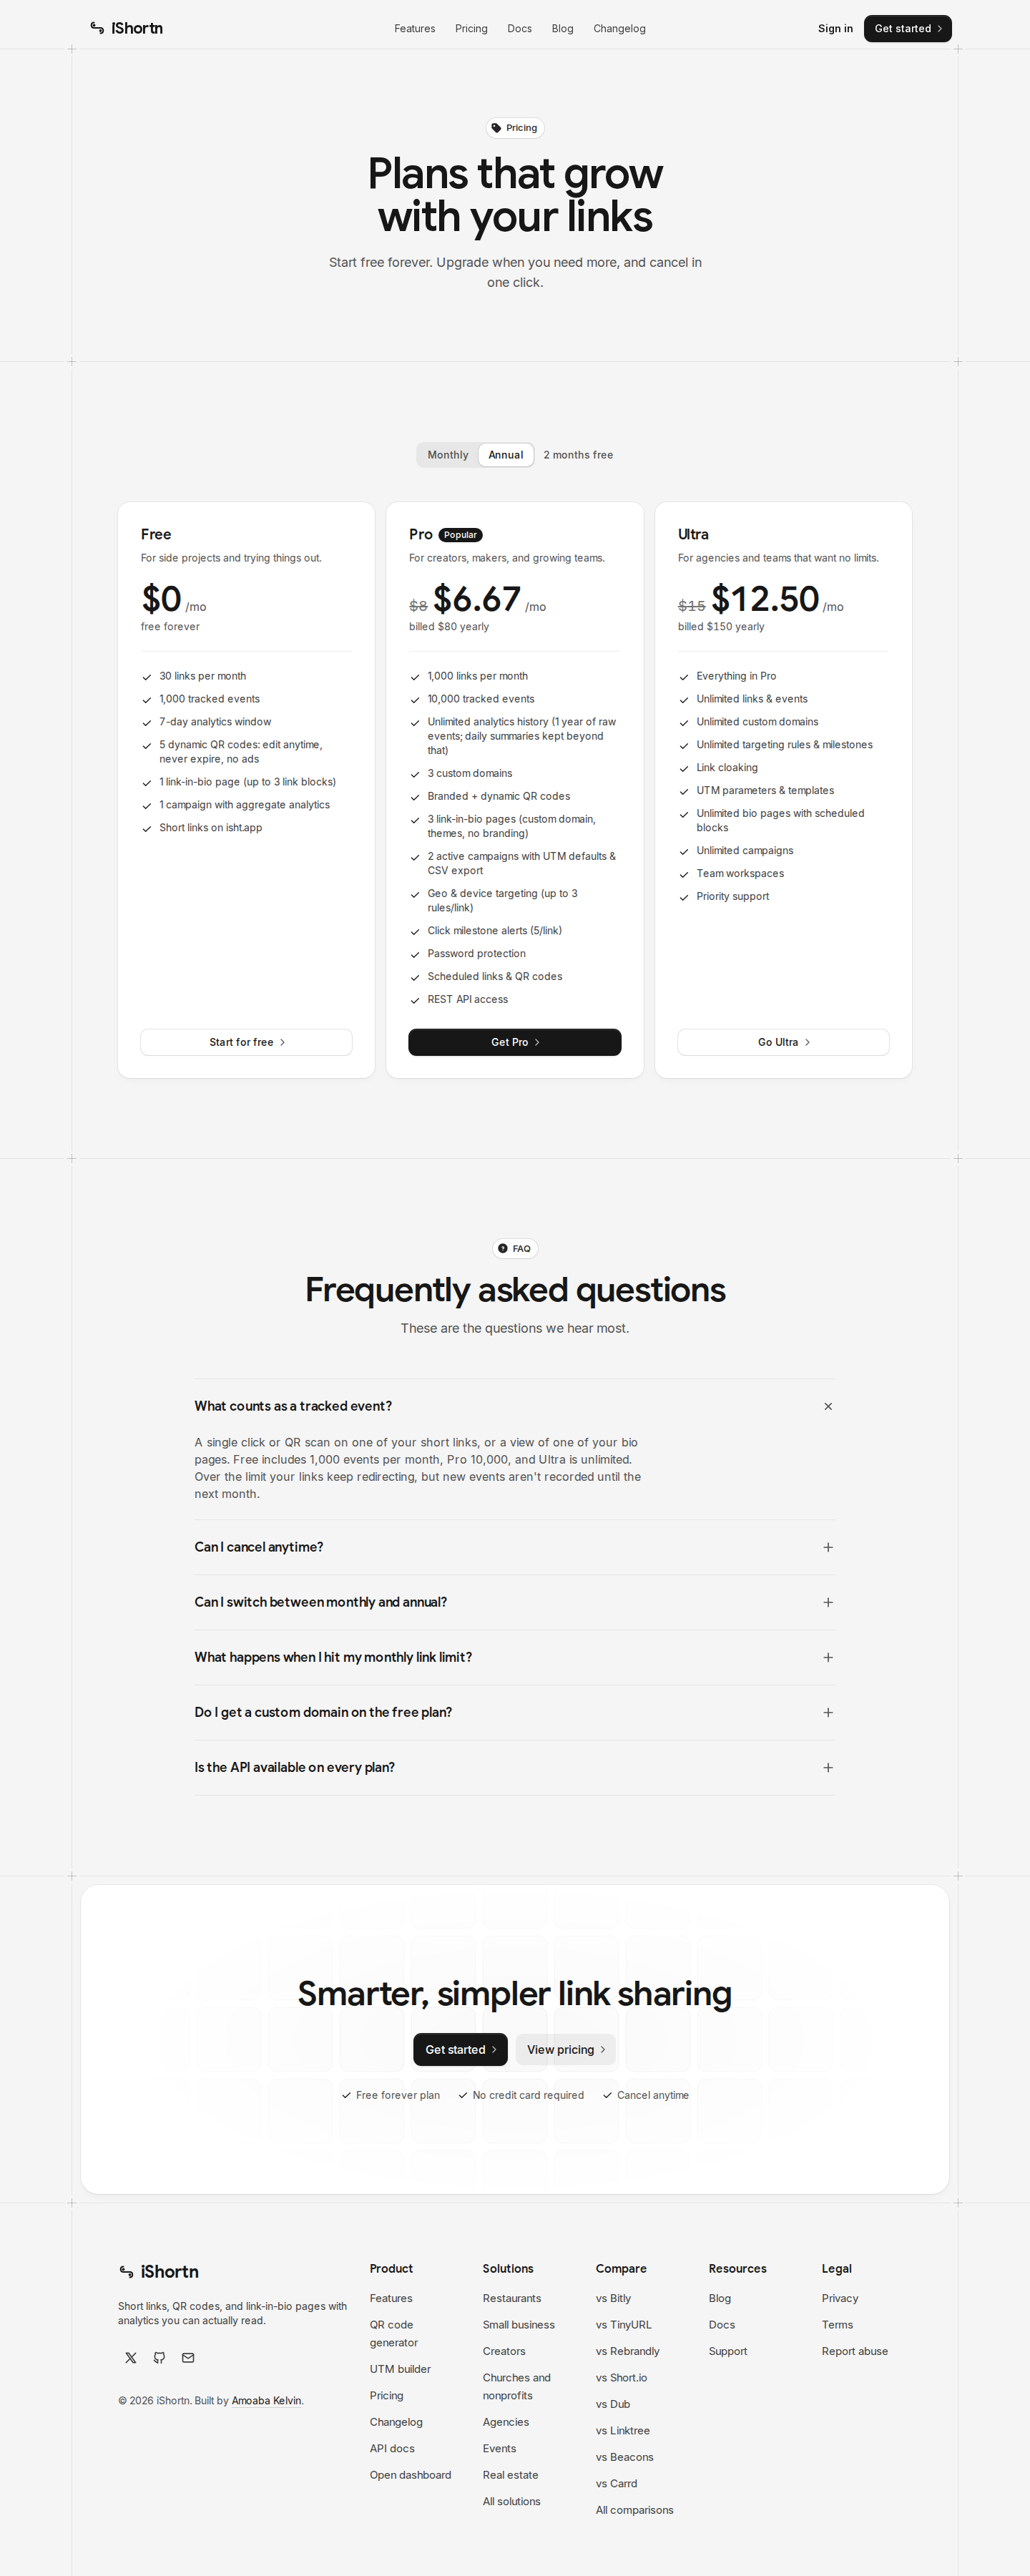 iShortn
Features
Pricing
Docs
Blog
Changelog
Sign in
Get started
Pricing
Plans that grow
with your links
Start free forever. Upgrade when you need more, and cancel in
one click.
Monthly
Annual
2 months free
Free
For side projects and trying things out.
$0 /mo
free forever
30 links per month
1,000 tracked events
7-day analytics window
5 dynamic QR codes: edit anytime,
never expire, no ads
1 link-in-bio page (up to 3 link blocks)
1 campaign with aggregate analytics
Short links on isht.app
Start for free
Pro Popular
For creators, makers, and growing teams.
$8 $6.67 /mo
billed $80 yearly
1,000 links per month
10,000 tracked events
Unlimited analytics history (1 year of raw
events; daily summaries kept beyond
that)
3 custom domains
Branded + dynamic QR codes
3 link-in-bio pages (custom domain,
themes, no branding)
2 active campaigns with UTM defaults &
CSV export
Geo & device targeting (up to 3
rules/link)
Click milestone alerts (5/link)
Password protection
Scheduled links & QR codes
REST API access
Get Pro
Ultra
For agencies and teams that want no limits.
$15 $12.50 /mo
billed $150 yearly
Everything in Pro
Unlimited links & events
Unlimited custom domains
Unlimited targeting rules & milestones
Link cloaking
UTM parameters & templates
Unlimited bio pages with scheduled
blocks
Unlimited campaigns
Team workspaces
Priority support
Go Ultra
FAQ
Frequently asked questions
These are the questions we hear most.
What counts as a tracked event?
A single click or QR scan on one of your short links, or a view of one of your bio
pages. Free includes 1,000 events per month, Pro 10,000, and Ultra is unlimited.
Over the limit your links keep redirecting, but new events aren't recorded until the
next month.
Can I cancel anytime?
Can I switch between monthly and annual?
What happens when I hit my monthly link limit?
Do I get a custom domain on the free plan?
Is the API available on every plan?
Smarter, simpler link sharing
Get started
View pricing
Free forever plan
No credit card required
Cancel anytime
iShortn
Short links, QR codes, and link-in-bio pages with
analytics you can actually read.
© 2026 iShortn. Built by Amoaba Kelvin.
Product
Features
QR code
generator
UTM builder
Pricing
Changelog
API docs
Open dashboard
Solutions
Restaurants
Small business
Creators
Churches and
nonprofits
Agencies
Events
Real estate
All solutions
Compare
vs Bitly
vs TinyURL
vs Rebrandly
vs Short.io
vs Dub
vs Linktree
vs Beacons
vs Carrd
All comparisons
Resources
Blog
Docs
Support
Legal
Privacy
Terms
Report abuse